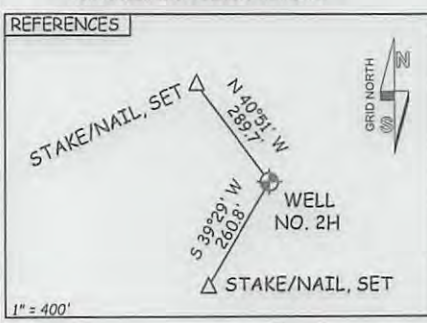 REFERENCES
N
GRID NORTH
S
STAKE/NAIL, SET
N 40°51' W
289.7'
WELL
NO. 2H
S 39°29' W
260.8'
STAKE/NAIL, SET
1" = 400'